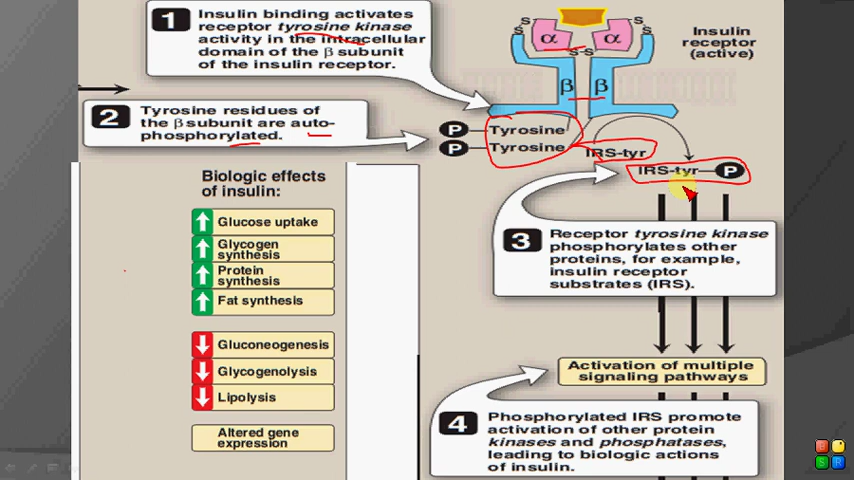 1
Insulin binding activates
receptor tyrosine kinase
activity in the intracellular
domain of the β subunit
of the insulin receptor.
S
S
S
S
α
α
S-S
β
β
Insulin
receptor
(active)
2
Tyrosine residues of
the β subunit are auto-
phosphorylated.
P Tyrosine
P Tyrosine
IRS-tyr
IRS-tyr P
Biologic effects
of insulin:
Glucose uptake
Glycogen
synthesis
Protein
synthesis
Fat synthesis
Gluconeogenesis
Glycogenolysis
Lipolysis
Altered gene
expression
3
Receptor tyrosine kinase
phosphorylates other
proteins, for example,
insulin receptor
substrates (IRS).
Activation of multiple
signaling pathways
4
Phosphorylated IRS promote
activation of other protein
kinases and phosphatases,
leading to biologic actions
of insulin.
B
S R